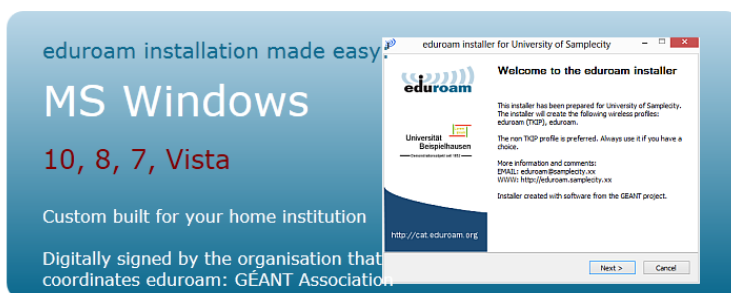 eduroam installation made easy
MS Windows
10, 8, 7, Vista
Custom built for your home institution
Digitally signed by the organisation that
coordinates eduroam: GÉANT Association
eduroam installer for University of Samplecity
eduroam
Universität
Beispielhausen
http://cat.eduroam.org
Welcome to the eduroam installer
This installer has been prepared for University of Samplecity.
The installer will create the following wireless profiles:
eduroam (TKIP), eduroam.
The non TKIP profile is preferred. Always use it if you have a
choice.
More information and comments:
EMAIL: eduroam@samplecity.xx
WWW: http://eduroam.samplecity.xx
Installer created with software from the GEANT project.
Next >
Cancel